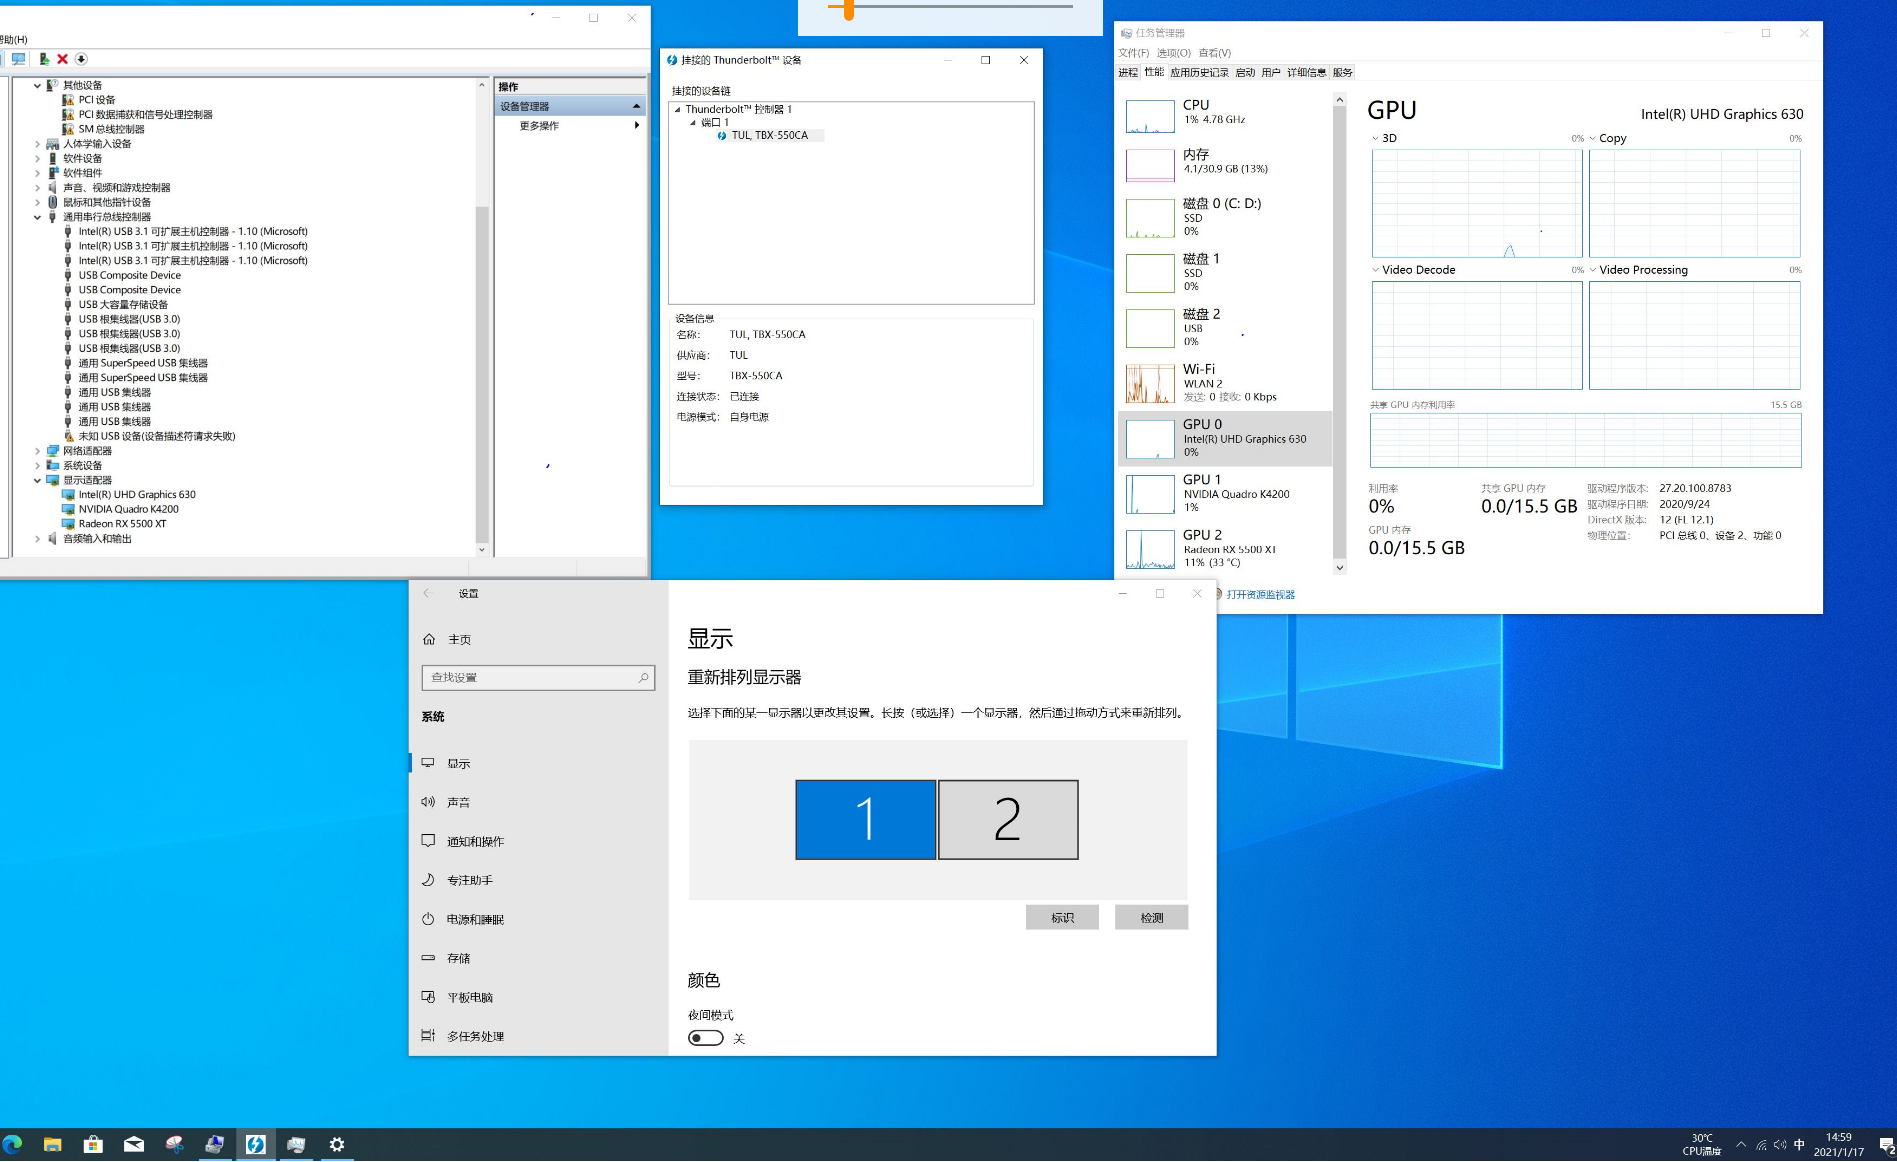 帮助(H)
其他设备
PCI 设备
PCI 数据捕获和信号处理控制器
SM 总线控制器
人体学输入设备
软件设备
软件组件
声音、视频和游戏控制器
鼠标和其他指针设备
通用串行总线控制器
Intel(R) USB 3.1 可扩展主机控制器 - 1.10 (Microsoft)
Intel(R) USB 3.1 可扩展主机控制器 - 1.10 (Microsoft)
Intel(R) USB 3.1 可扩展主机控制器 - 1.10 (Microsoft)
USB Composite Device
USB Composite Device
USB 大容量存储设备
USB 根集线器(USB 3.0)
USB 根集线器(USB 3.0)
USB 根集线器(USB 3.0)
通用 SuperSpeed USB 集线器
通用 SuperSpeed USB 集线器
通用 USB 集线器
通用 USB 集线器
通用 USB 集线器
未知 USB 设备(设备描述符请求失败)
网络适配器
系统设备
显示适配器
Intel(R) UHD Graphics 630
NVIDIA Quadro K4200
Radeon RX 5500 XT
音频输入和输出
操作
设备管理器
更多操作
挂接的 Thunderbolt™ 设备
挂接的设备链
Thunderbolt™ 控制器 1
端口 1
TUL, TBX-550CA
设备信息
名称: TUL, TBX-550CA
供应商: TUL
型号: TBX-550CA
连接状态: 已连接
电源模式: 自身电源
任务管理器
文件(F) 选项(O) 查看(V)
进程 性能 应用历史记录 启动 用户 详细信息 服务
CPU
1% 4.78 GHz
内存
4.1/30.9 GB (13%)
磁盘 0 (C: D:)
SSD
0%
磁盘 1
SSD
0%
磁盘 2
USB
0%
Wi-Fi
WLAN 2
发送: 0 接收: 0 Kbps
GPU 0
Intel(R) UHD Graphics 630
0%
GPU 1
NVIDIA Quadro K4200
1%
GPU 2
Radeon RX 5500 XT
11% (33 °C)
打开资源监视器
GPU
Intel(R) UHD Graphics 630
3D 0% Copy 0%
Video Decode 0% Video Processing 0%
共享 GPU 内存利用率 15.5 GB
利用率
0%
共享 GPU 内存
0.0/15.5 GB
GPU 内存
0.0/15.5 GB
驱动程序版本: 27.20.100.8783
驱动程序日期: 2020/9/24
DirectX 版本: 12 (FL 12.1)
物理位置: PCI 总线 0、设备 2、功能 0
设置
主页
查找设置
系统
显示
声音
通知和操作
专注助手
电源和睡眠
存储
平板电脑
多任务处理
显示
重新排列显示器
选择下面的某一显示器以更改其设置。长按（或选择）一个显示器，然后通过拖动方式来重新排列。
1 2
标识 检测
颜色
夜间模式
关
30℃
CPU温度
中
14:59
2021/1/17
2